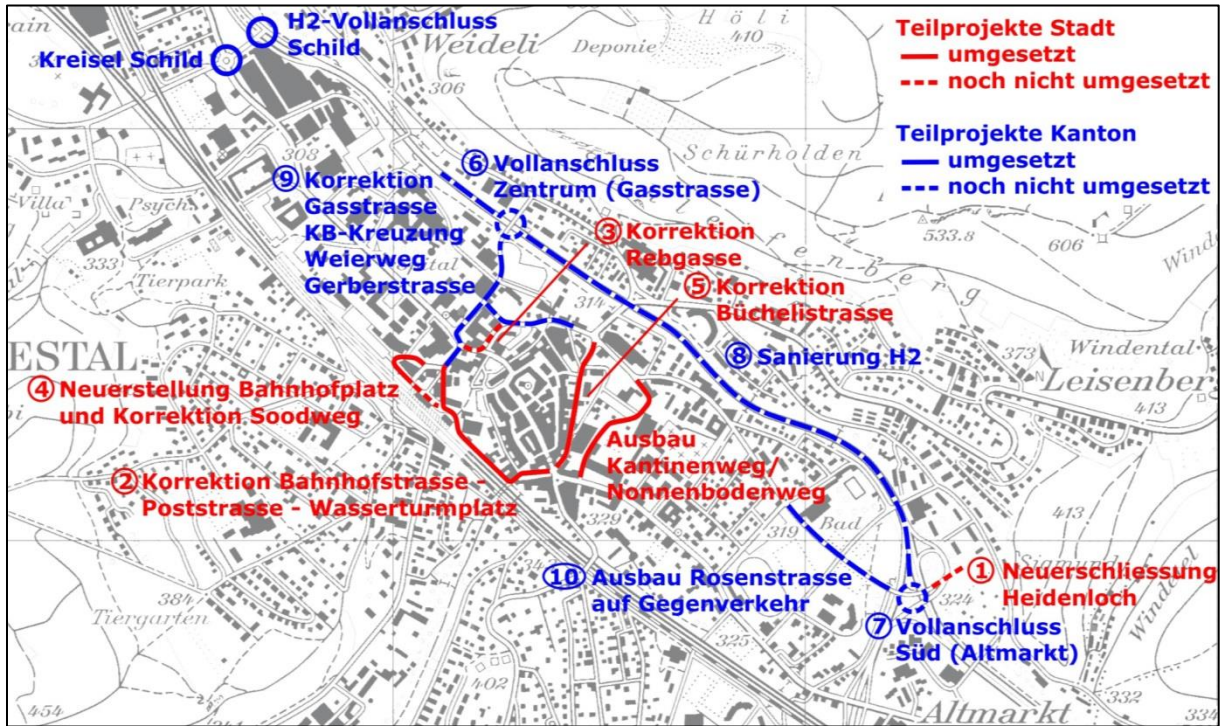 H2-Vollanschluss
Schild
Kreisel Schild
Teilprojekte Stadt
umgesetzt
noch nicht umgesetzt
Teilprojekte Kanton
umgesetzt
noch nicht umgesetzt
Weideli
Höli
Deponie
410
306
308
Schürholden
⑥ Vollanschluss
Zentrum (Gasstrasse)
⑨ Korrektion
Gasstrasse
KB-Kreuzung
Weierweg
Gerberstrasse
③ Korrektion
Rebgasse
⑤ Korrektion
Büchelistrasse
Villa
Psych.
333
Tierpark
533.8
606
314
⑧ Sanierung H2
373
Windental
Leisenber
413
ESTAL
④ Neuerstellung Bahnhofplatz
und Korrektion Soodweg
Ausbau
Kantinenweg/
Nonnenbodenweg
② Korrektion Bahnhofstrasse -
Poststrasse - Wasserturmplatz
329
319
Bad
413
⑩ Ausbau Rosenstrasse
auf Gegenverkehr
① Neuerschliessung
Heidenloch
324
⑦ Vollanschluss
Süd (Altmarkt)
384
Tiergarten
325
402
454
332
334
Altmarkt